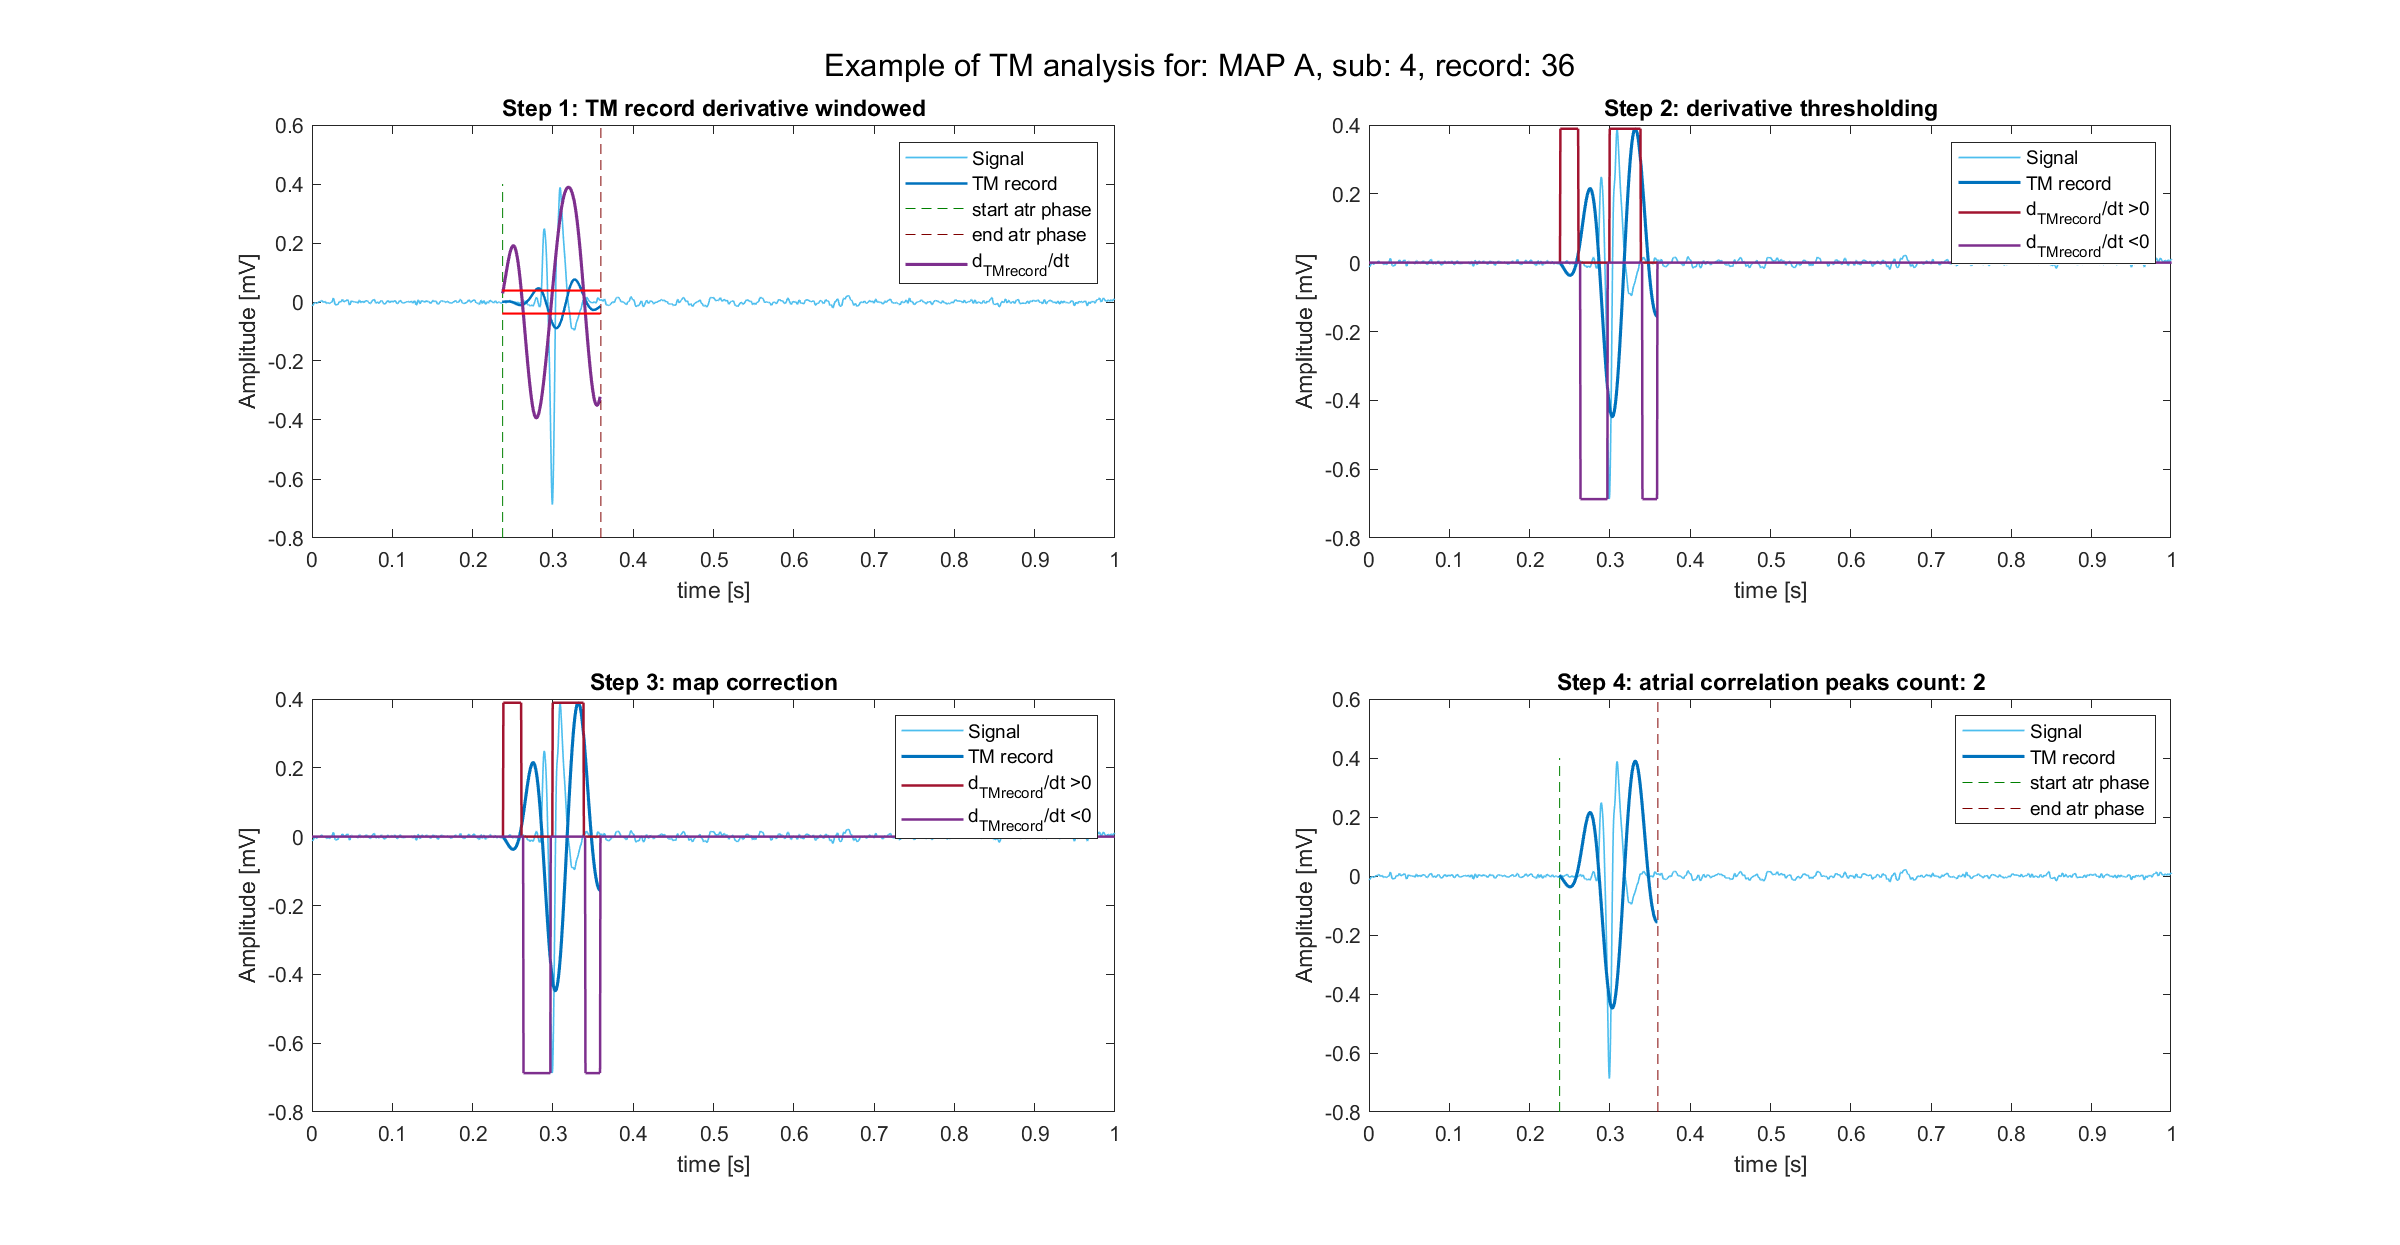 Example of TM analysis for: MAP A, sub: 4, record: 36
Step 1: TM record derivative windowed
0.6
0.4
0.2
0
-0.2
-0.4
-0.6
-0.8
Amplitude [mV]
0 0.1 0.2 0.3 0.4 0.5 0.6 0.7 0.8 0.9 1
time [s]
Signal
TM record
start atr phase
end atr phase
dTMrecord/dt
Step 2: derivative thresholding
0.4
0.2
0
-0.2
-0.4
-0.6
-0.8
Amplitude [mV]
0 0.1 0.2 0.3 0.4 0.5 0.6 0.7 0.8 0.9 1
time [s]
Signal
TM record
dTMrecord/dt >0
dTMrecord/dt <0
Step 3: map correction
0.4
0.2
0
-0.2
-0.4
-0.6
-0.8
Amplitude [mV]
0 0.1 0.2 0.3 0.4 0.5 0.6 0.7 0.8 0.9 1
time [s]
Signal
TM record
dTMrecord/dt >0
dTMrecord/dt <0
Step 4: atrial correlation peaks count: 2
0.6
0.4
0.2
0
-0.2
-0.4
-0.6
-0.8
Amplitude [mV]
0 0.1 0.2 0.3 0.4 0.5 0.6 0.7 0.8 0.9 1
time [s]
Signal
TM record
start atr phase
end atr phase